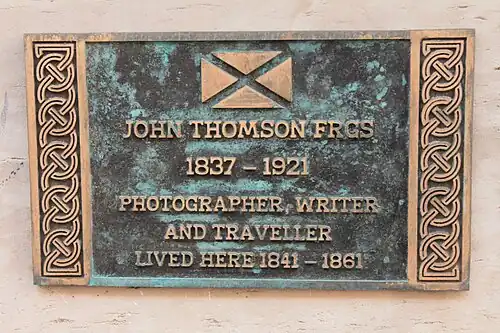 JOHN THOMSON FRGS
1837 – 1921
PHOTOGRAPHER, WRITER
AND TRAVELLER
LIVED HERE 1841 – 1861